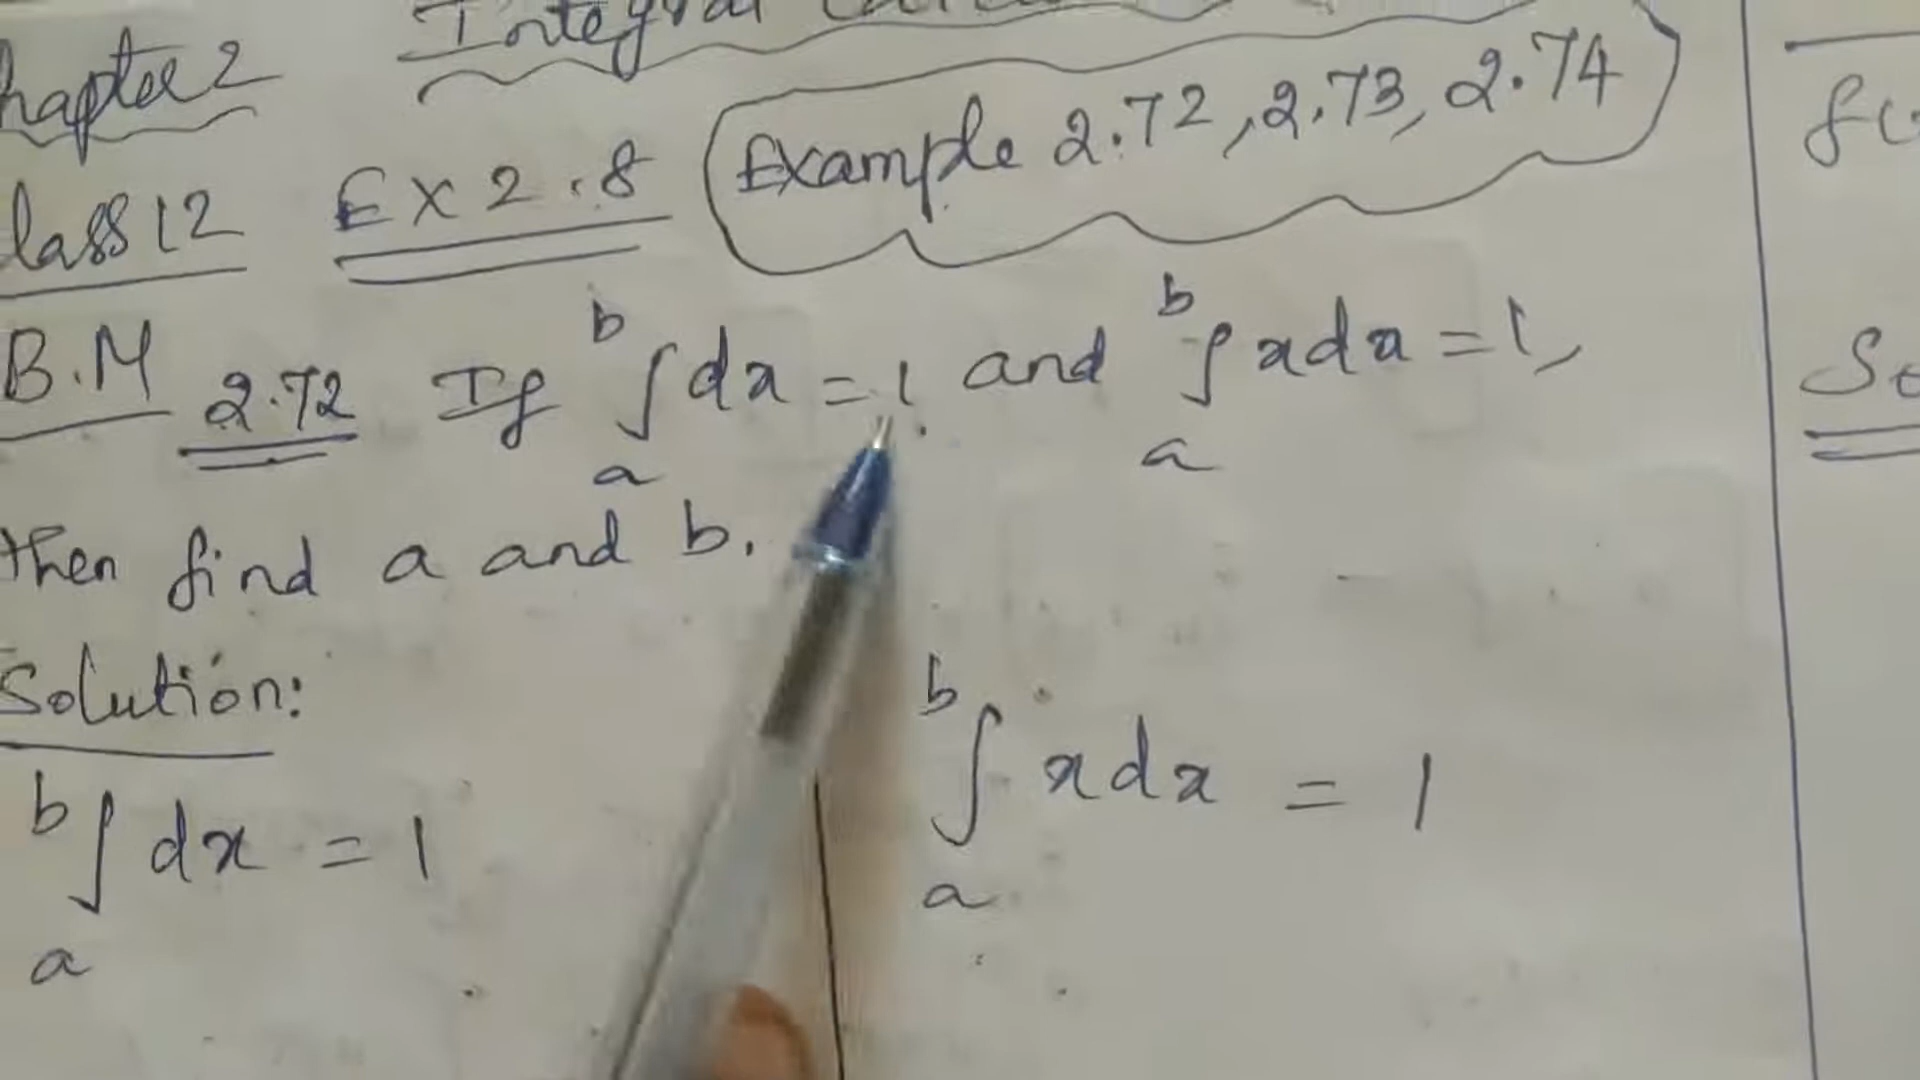 hapter 2 Integral
lass 12 Ex 2.8 Example 2.72, 2.73, 2.74
B.M 2.72 If ∫ₐᵇ dx = 1 and ∫ₐᵇ x dx = 1,
then find a and b.
Solution:
∫ₐᵇ dx = 1
∫ₐᵇ x dx = 1
f(